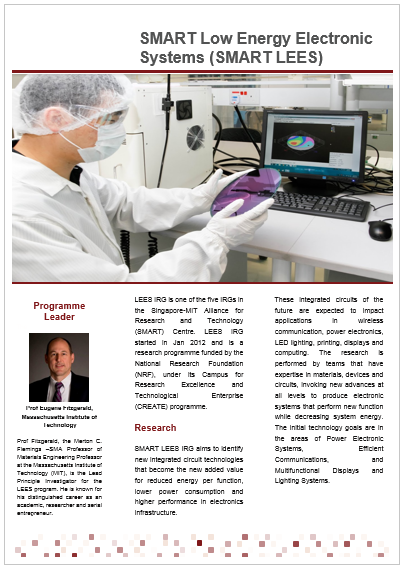 SMART Low Energy Electronic
Systems (SMART LEES)
Programme
Leader
Prof Eugene Fitzgerald,
Massachusetts Institute of
Technology
Prof. Fitzgerald, the Merton C.
Flemings –SMA Professor of
Materials Engineering Professor
at the Massachusetts Institute of
Technology (MIT), is the Lead
Principle Investigator for the
LEES program. He is known for
his distinguished career as an
academic, researcher and serial
entrepreneur.
LEES IRG is one of the five IRGs in
the Singapore-MIT Alliance for
Research and Technology
(SMART) Centre. LEES IRG
started in Jan 2012 and is a
research programme funded by the
National Research Foundation
(NRF), under its Campus for
Research Excellence and
Technological Enterprise
(CREATE) programme.
Research
SMART LEES IRG aims to identify
new integrated circuit technologies
that become the new added value
for reduced energy per function,
lower power consumption and
higher performance in electronics
infrastructure.
These integrated circuits of the
future are expected to impact
applications in wireless
communication, power electronics,
LED lighting, printing, displays and
computing. The research is
performed by teams that have
expertise in materials, devices and
circuits, invoking new advances at
all levels to produce electronic
systems that perform new function
while decreasing system energy.
The initial technology goals are in
the areas of Power Electronic
Systems, Efficient
Communications, and
Multifunctional Displays and
Lighting Systems.